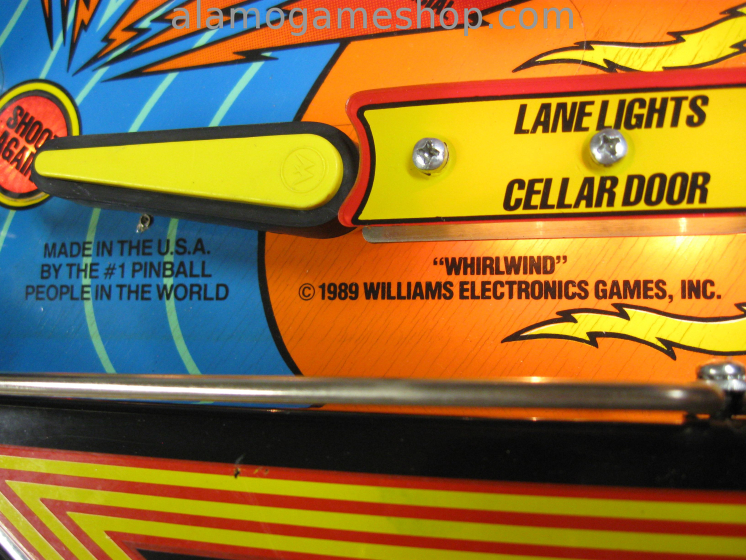 alamogameshop.com
LANE LIGHTS
SHOOT
AGAIN
CELLAR DOOR
MADE IN THE U.S.A.
BY THE #1 PINBALL
PEOPLE IN THE WORLD
"WHIRLWIND"
© 1989 WILLIAMS ELECTRONICS GAMES, INC.